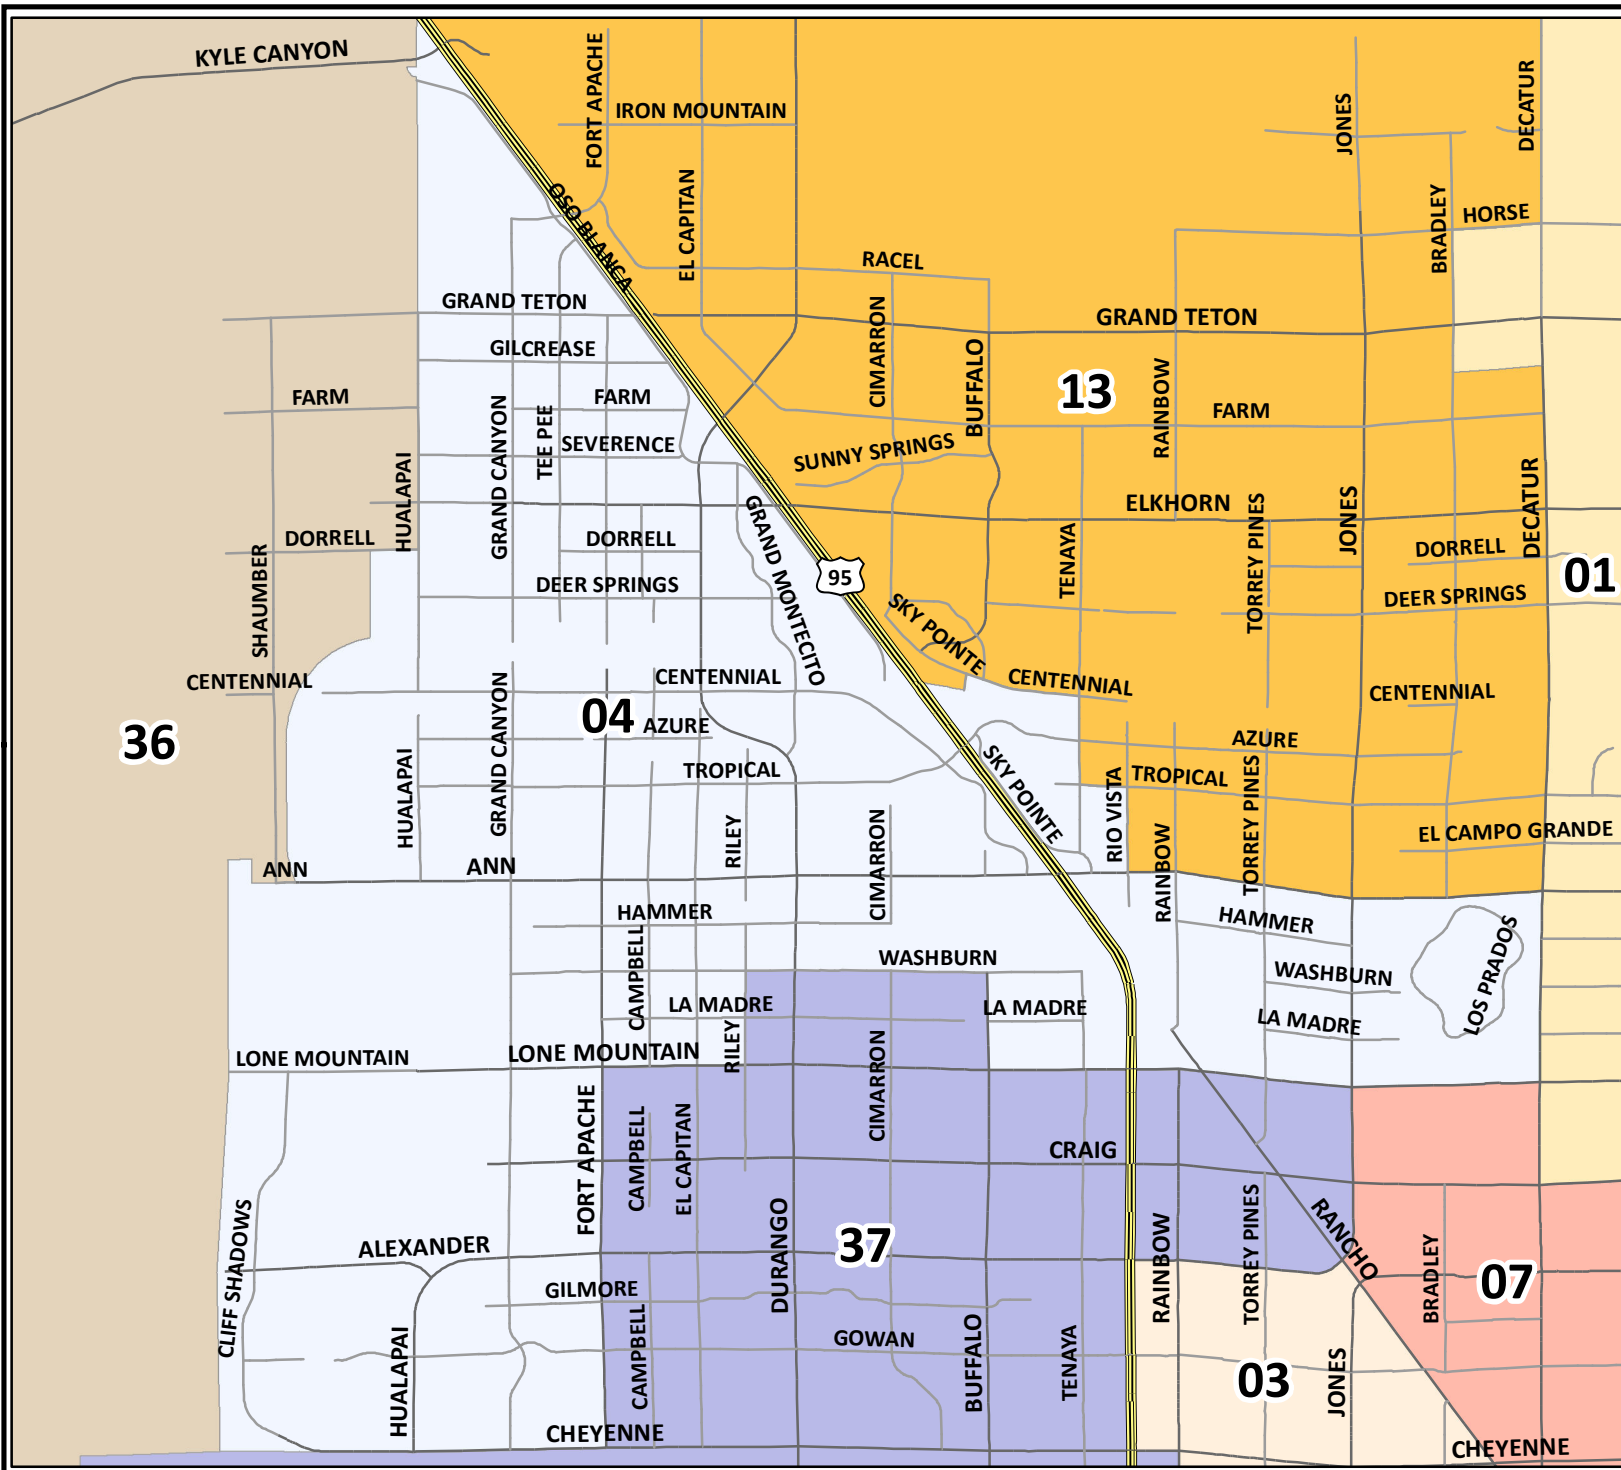 KYLE CANYON
FORT APACHE
IRON MOUNTAIN
JONES
DECATUR
OSO BLANCA
EL CAPITAN
BRADLEY
HORSE
RACEL
GRAND TETON
CIMARRON
GRAND TETON
GILCREASE
BUFFALO
RAINBOW
13
FARM
FARM
FARM
GRAND CANYON
TEE PEE
SEVERENCE
SUNNY SPRINGS
HUALAPAI
ELKHORN
TORREY PINES
JONES
DECATUR
GRAND MONTECITO
TENAYA
DORRELL
DORRELL
DORRELL
SHAUMBER
DEER SPRINGS
95
01
DEER SPRINGS
SKY POINTE
CENTENNIAL
CENTENNIAL
CENTENNIAL
CENTENNIAL
36
04
AZURE
GRAND CANYON
AZURE
HUALAPAI
TROPICAL
SKY POINTE
RIO VISTA
TROPICAL
TORREY PINES
RILEY
CIMARRON
RAINBOW
EL CAMPO GRANDE
ANN
ANN
HAMMER
HAMMER
CAMPBELL
WASHBURN
WASHBURN
LOS PRADOS
LA MADRE
LA MADRE
LA MADRE
RILEY
LONE MOUNTAIN
LONE MOUNTAIN
CIMARRON
FORT APACHE
CAMPBELL
EL CAPITAN
CRAIG
CLIFF SHADOWS
ALEXANDER
DURANGO
37
RAINBOW
TORREY PINES
RANCHO
BRADLEY
07
GILMORE
CAMPBELL
GOWAN
HUALAPAI
BUFFALO
TENAYA
03
JONES
CHEYENNE
CHEYENNE